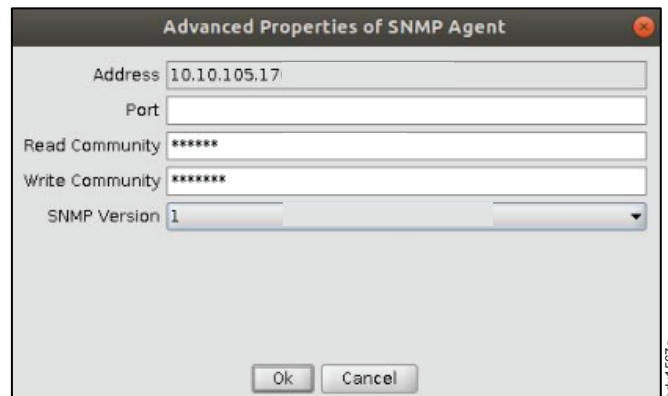 Advanced Properties of SNMP Agent
Address 10.10.105.17
Port
Read Community ******
Write Community *******
SNMP Version 1
Ok Cancel